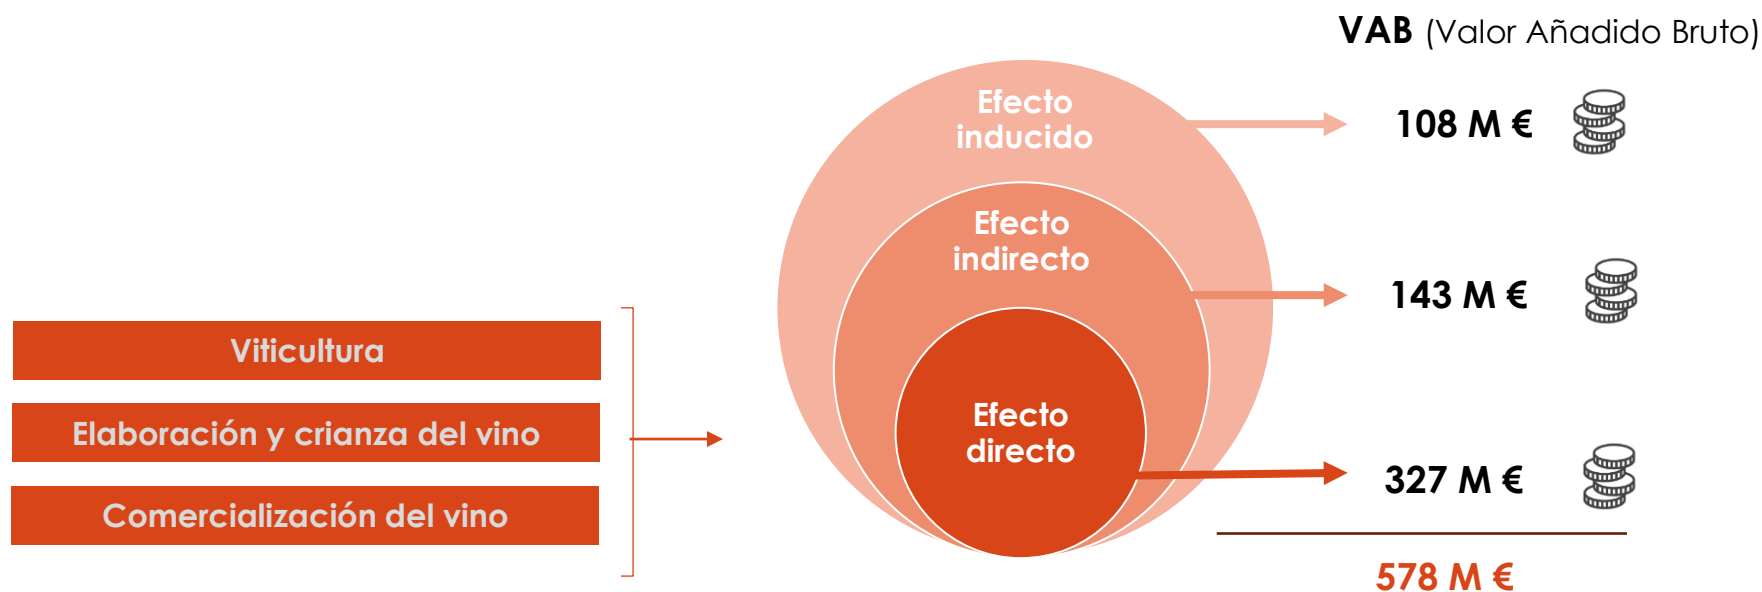 VAB (Valor Añadido Bruto)
Efecto
inducido
108 M €
Efecto
indirecto
143 M €
Viticultura
Elaboración y crianza del vino
Comercialización del vino
Efecto
directo
327 M €
578 M €